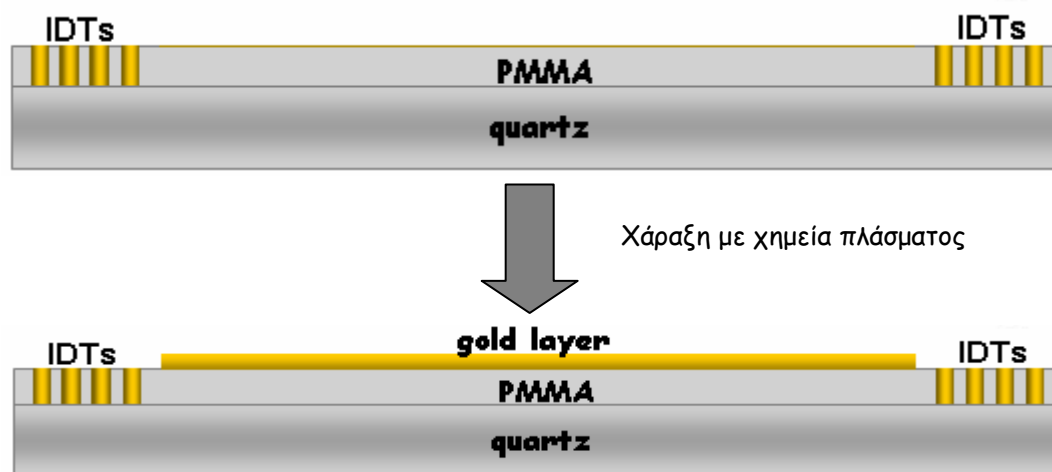 IDTs IDTs
PMMA
quartz
Χάραξη με χημεία πλάσματος
gold layer
IDTs IDTs
PMMA
quartz